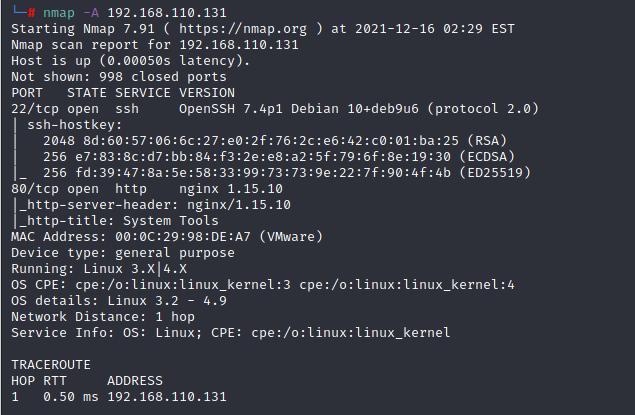 └─# nmap -A 192.168.110.131
Starting Nmap 7.91 ( https://nmap.org ) at 2021-12-16 02:29 EST
Nmap scan report for 192.168.110.131
Host is up (0.00050s latency).
Not shown: 998 closed ports
PORT   STATE SERVICE VERSION
22/tcp open  ssh     OpenSSH 7.4p1 Debian 10+deb9u6 (protocol 2.0)
| ssh-hostkey:
|   2048 8d:60:57:06:6c:27:e0:2f:76:2c:e6:42:c0:01:ba:25 (RSA)
|   256 e7:83:8c:d7:bb:84:f3:2e:e8:a2:5f:79:6f:8e:19:30 (ECDSA)
|_  256 fd:39:47:8a:5e:58:33:99:73:73:9e:22:7f:90:4f:4b (ED25519)
80/tcp open  http    nginx 1.15.10
|_http-server-header: nginx/1.15.10
|_http-title: System Tools
MAC Address: 00:0C:29:98:DE:A7 (VMware)
Device type: general purpose
Running: Linux 3.X|4.X
OS CPE: cpe:/o:linux:linux_kernel:3 cpe:/o:linux:linux_kernel:4
OS details: Linux 3.2 - 4.9
Network Distance: 1 hop
Service Info: OS: Linux; CPE: cpe:/o:linux:linux_kernel
TRACEROUTE
HOP RTT     ADDRESS
1   0.50 ms 192.168.110.131